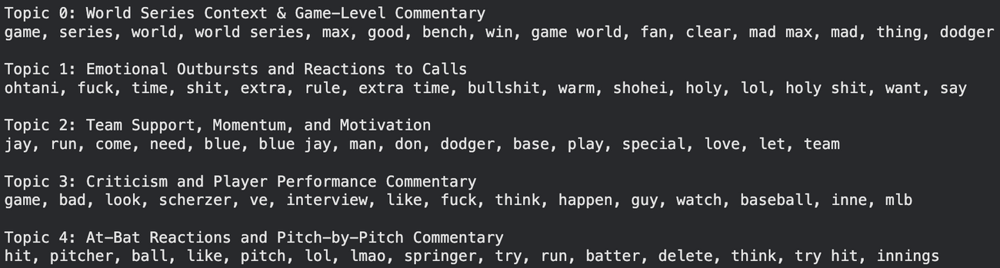 Topic 0: World Series Context & Game-Level Commentary
game, series, world, world series, max, good, bench, win, game world, fan, clear, mad max, mad, thing, dodger
Topic 1: Emotional Outbursts and Reactions to Calls
ohtani, fuck, time, shit, extra, rule, extra time, bullshit, warm, shohei, holy, lol, holy shit, want, say
Topic 2: Team Support, Momentum, and Motivation
jay, run, come, need, blue, blue jay, man, don, dodger, base, play, special, love, let, team
Topic 3: Criticism and Player Performance Commentary
game, bad, look, scherzer, ve, interview, like, fuck, think, happen, guy, watch, baseball, inne, mlb
Topic 4: At-Bat Reactions and Pitch-by-Pitch Commentary
hit, pitcher, ball, like, pitch, lol, lmao, springer, try, run, batter, delete, think, try hit, innings